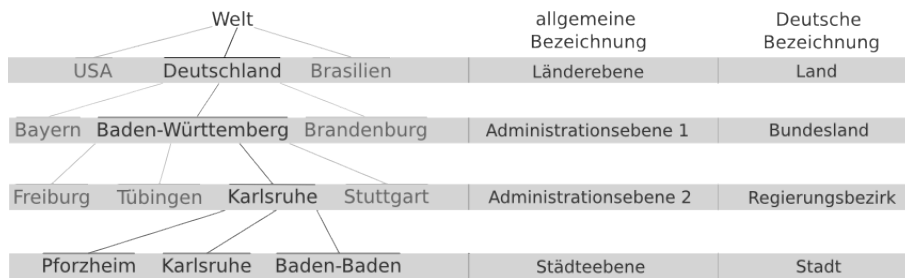 Welt
allgemeine Bezeichnung
Deutsche Bezeichnung
USA Deutschland Brasilien Länderebene Land
Bayern Baden-Württemberg Brandenburg Administrationsebene 1 Bundesland
Freiburg Tübingen Karlsruhe Stuttgart Administrationsebene 2 Regierungsbezirk
Pforzheim Karlsruhe Baden-Baden Städteebene Stadt